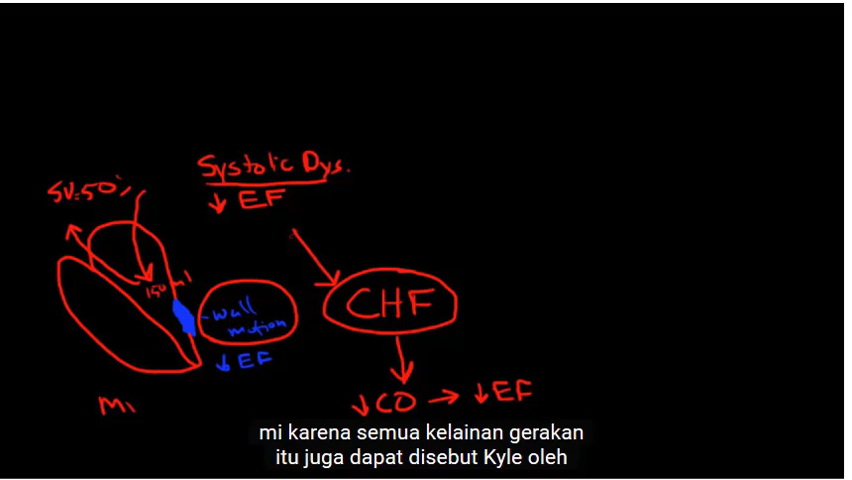 Systolic Dys.
↓ EF
SV=50%
150 ml
- wall
motion
↓ EF
CHF
↓ CO → ↓ EF
MI
mi karena semua kelainan gerakan
itu juga dapat disebut Kyle oleh